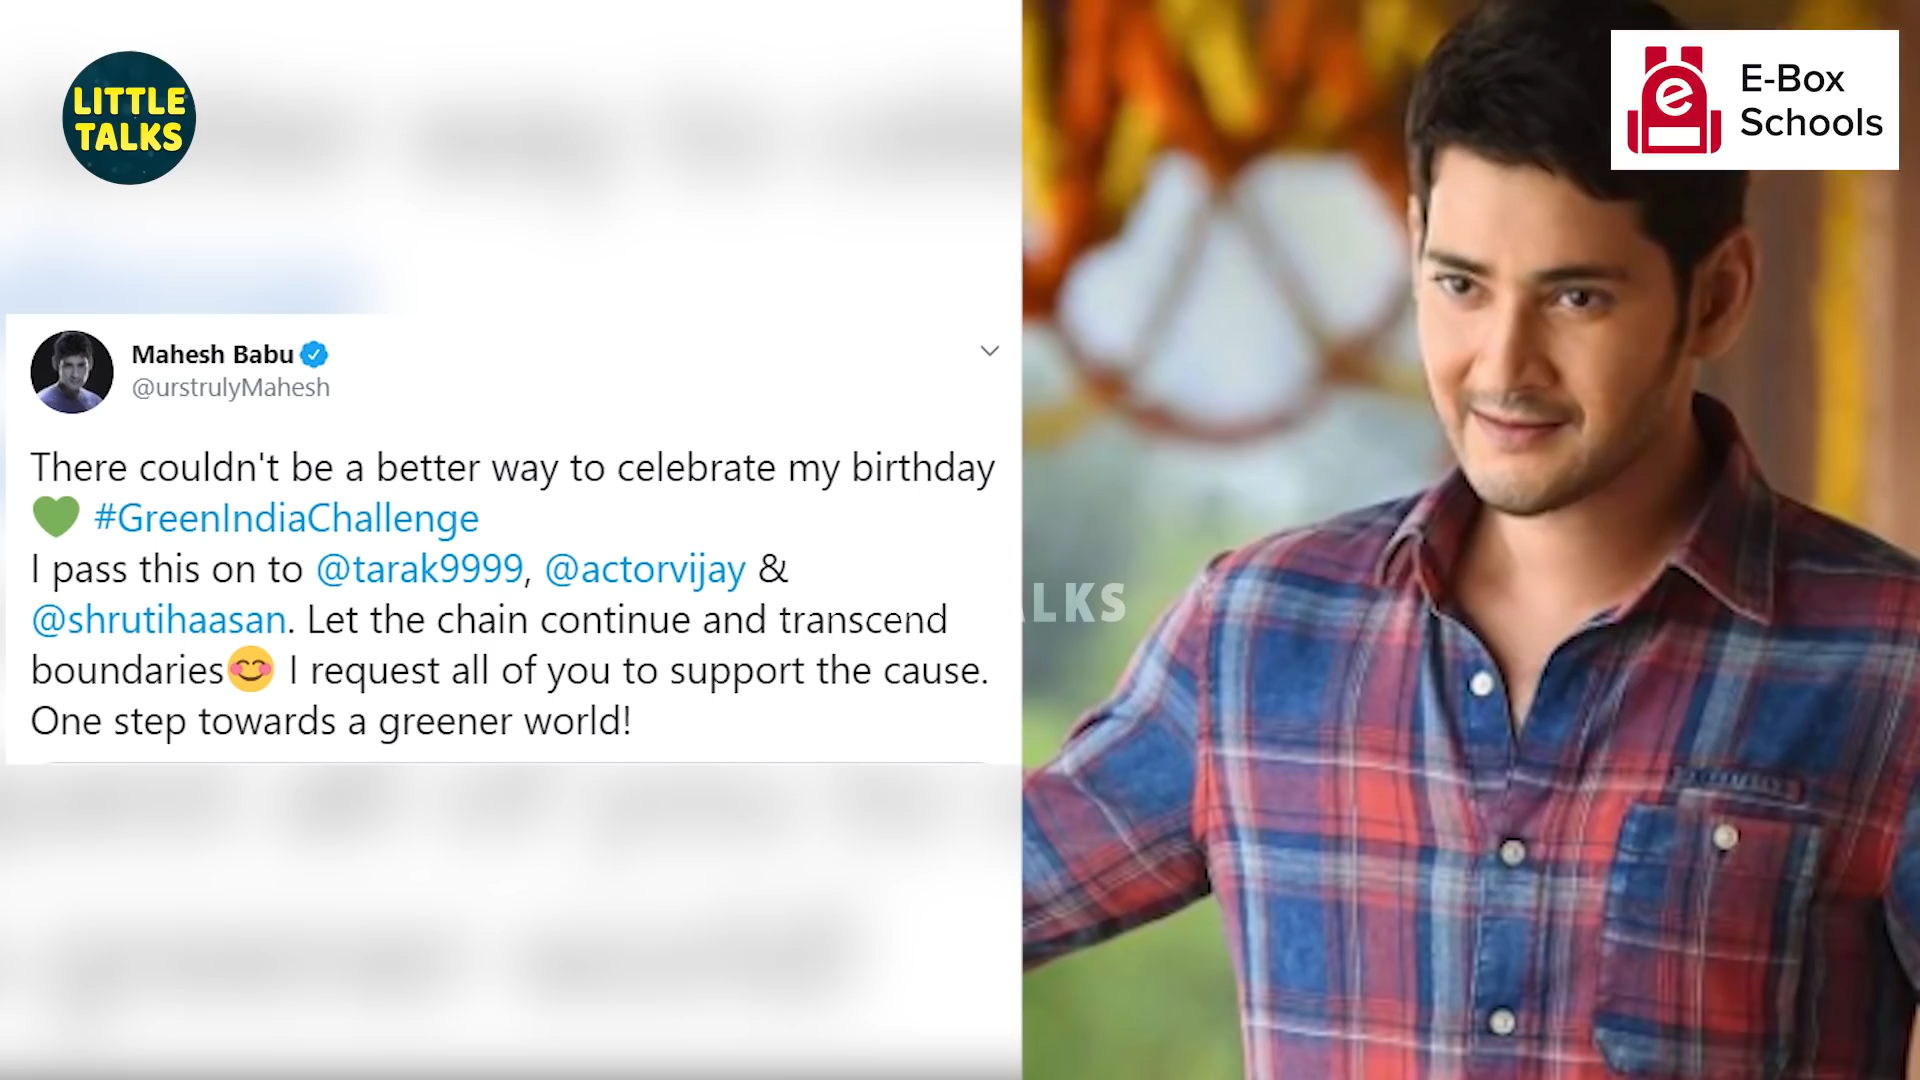 LITTLE
TALKS
e
E-Box
Schools
Mahesh Babu
@urstrulyMahesh
There couldn't be a better way to celebrate my birthday
💚 #GreenIndiaChallenge
I pass this on to @tarak9999, @actorvijay &
@shrutihaasan. Let the chain continue and transcend
boundaries😊 I request all of you to support the cause.
One step towards a greener world!
ALKS